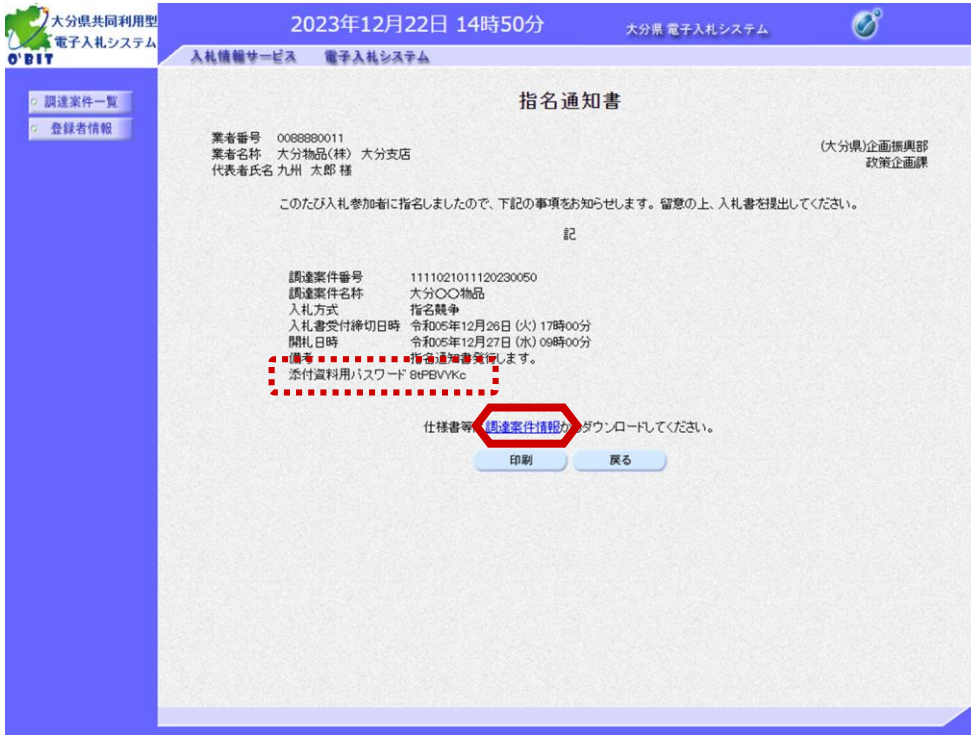 大分県共同利用型
電子入札システム
O'BIT
2023年12月22日 14時50分
大分県 電子入札システム
入札情報サービス 電子入札システム
調達案件一覧
登録者情報
指名通知書
業者番号 0088880011
業者名称 大分物品(株) 大分支店
代表者氏名 九州 太郎 様
(大分県)企画振興部
政策企画課
このたび入札参加者に指名しましたので、下記の事項をお知らせします。留意の上、入札書を提出してください。
記
調達案件番号 1111021011120230050
調達案件名称 大分〇〇物品
入札方式 指名競争
入札書受付締切日時 令和05年12月26日 (火) 17時00分
開札日時 令和05年12月27日 (水) 09時00分
備考 指名通知書発行します。
添付資料用パスワード 8tPBVYKc
仕様書等 調達案件情報からダウンロードしてください。
印刷 戻る